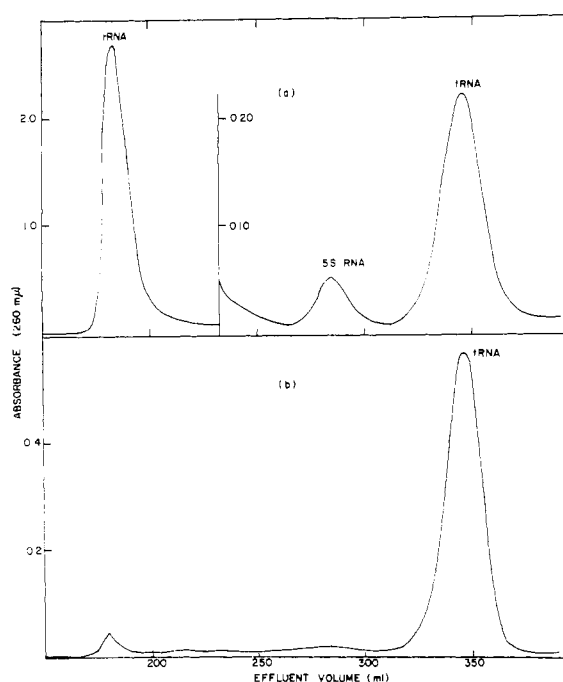 rRNA
(a)
tRNA
2.0
0.20
1.0
0.10
5S RNA
ABSORBANCE (260 mμ)
tRNA
(b)
0.4
0.2
200
250
300
350
EFFLUENT VOLUME (ml)